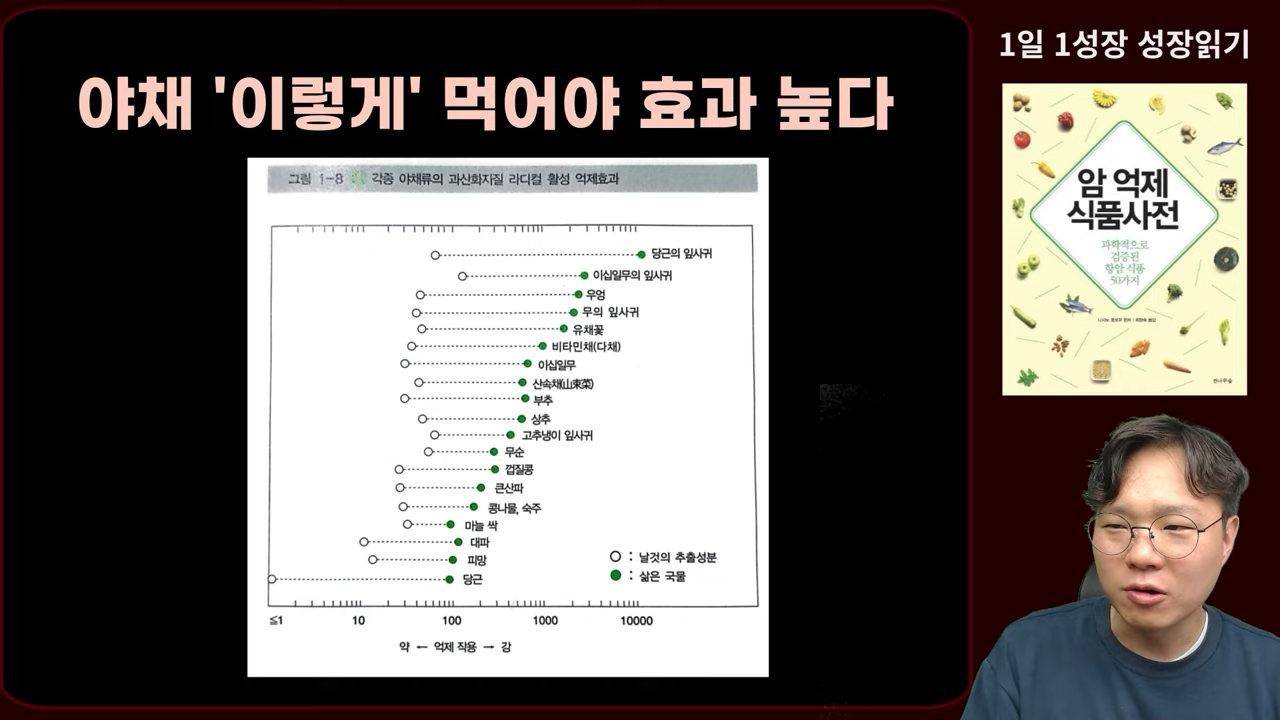 야채 '이렇게' 먹어야 효과 높다
1일 1성장 성장읽기
그림 1-8 각종 야채류의 과산화지질 라디컬 활성 억제효과
당근의 잎사귀
이십일무의 잎사귀
우엉
무의 잎사귀
유채꽃
비타민채(다채)
이십일무
산속채(山東菜)
부추
상추
고추냉이 잎사귀
무순
껍질콩
큰산파
콩나물, 숙주
마늘 싹
대파
피망
당근
○ : 날것의 추출성분
● : 삶은 국물
≦1 10 100 1000 10000
약 ← 억제 작용 → 강
암 억제
식품사전
과학적으로
검증된
항암 식품
50가지
전나무숲